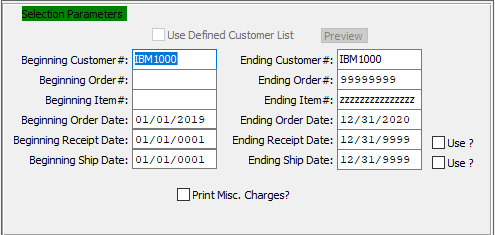 Selection Parameters
Use Defined Customer List Preview
Beginning Customer#: IBM1000 Ending Customer#: IBM1000
Beginning Order#: Ending Order#: 99999999
Beginning Item#: Ending Item#: zzzzzzzzzzzzzzz
Beginning Order Date: 01/01/2019 Ending Order Date: 12/31/2020
Beginning Receipt Date: 01/01/0001 Ending Receipt Date: 12/31/9999 Use ?
Beginning Ship Date: 01/01/0001 Ending Ship Date: 12/31/9999 Use ?
Print Misc. Charges?